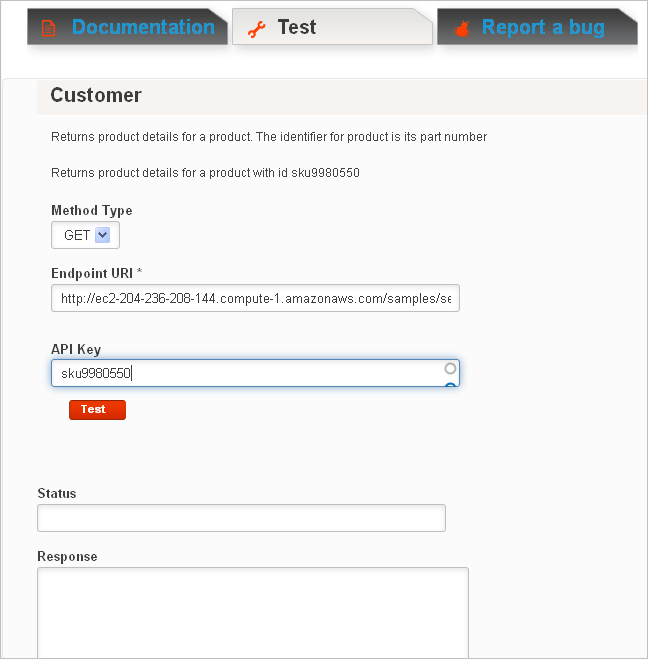 Documentation
Test
Report a bug
Customer
Returns product details for a product. The identifier for product is its part number
Returns product details for a product with id sku9980550
Method Type
GET
Endpoint URI *
http://ec2-204-236-208-144.compute-1.amazonaws.com/samples/se
API Key
sku9980550
Test
Status
Response